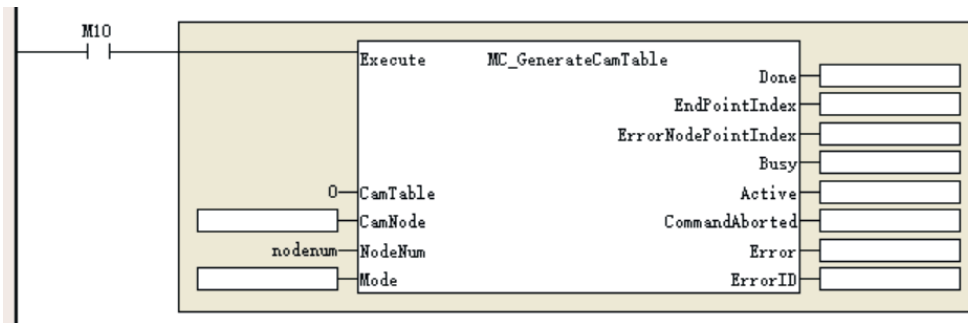 M10
Execute MC_GenerateCamTable
Done
EndPointIndex
ErrorNodePointIndex
Busy
0 CamTable Active
CamNode CommandAborted
nodenum NodeNum Error
Mode ErrorID